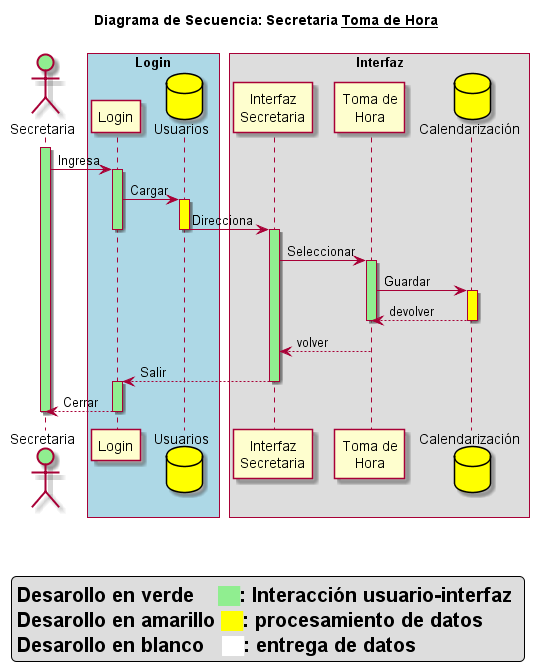 Diagrama de Secuencia: Secretaria Toma de Hora
Login
Interfaz
Secretaria
Login
Usuarios
Interfaz
Secretaria
Toma de
Hora
Calendarización
Ingresa
Cargar
Direcciona
Seleccionar
Guardar
devolver
volver
Salir
Cerrar
Secretaria
Login
Usuarios
Interfaz
Secretaria
Toma de
Hora
Calendarización
Desarollo en verde : Interacción usuario-interfaz
Desarollo en amarillo : procesamiento de datos
Desarollo en blanco : entrega de datos